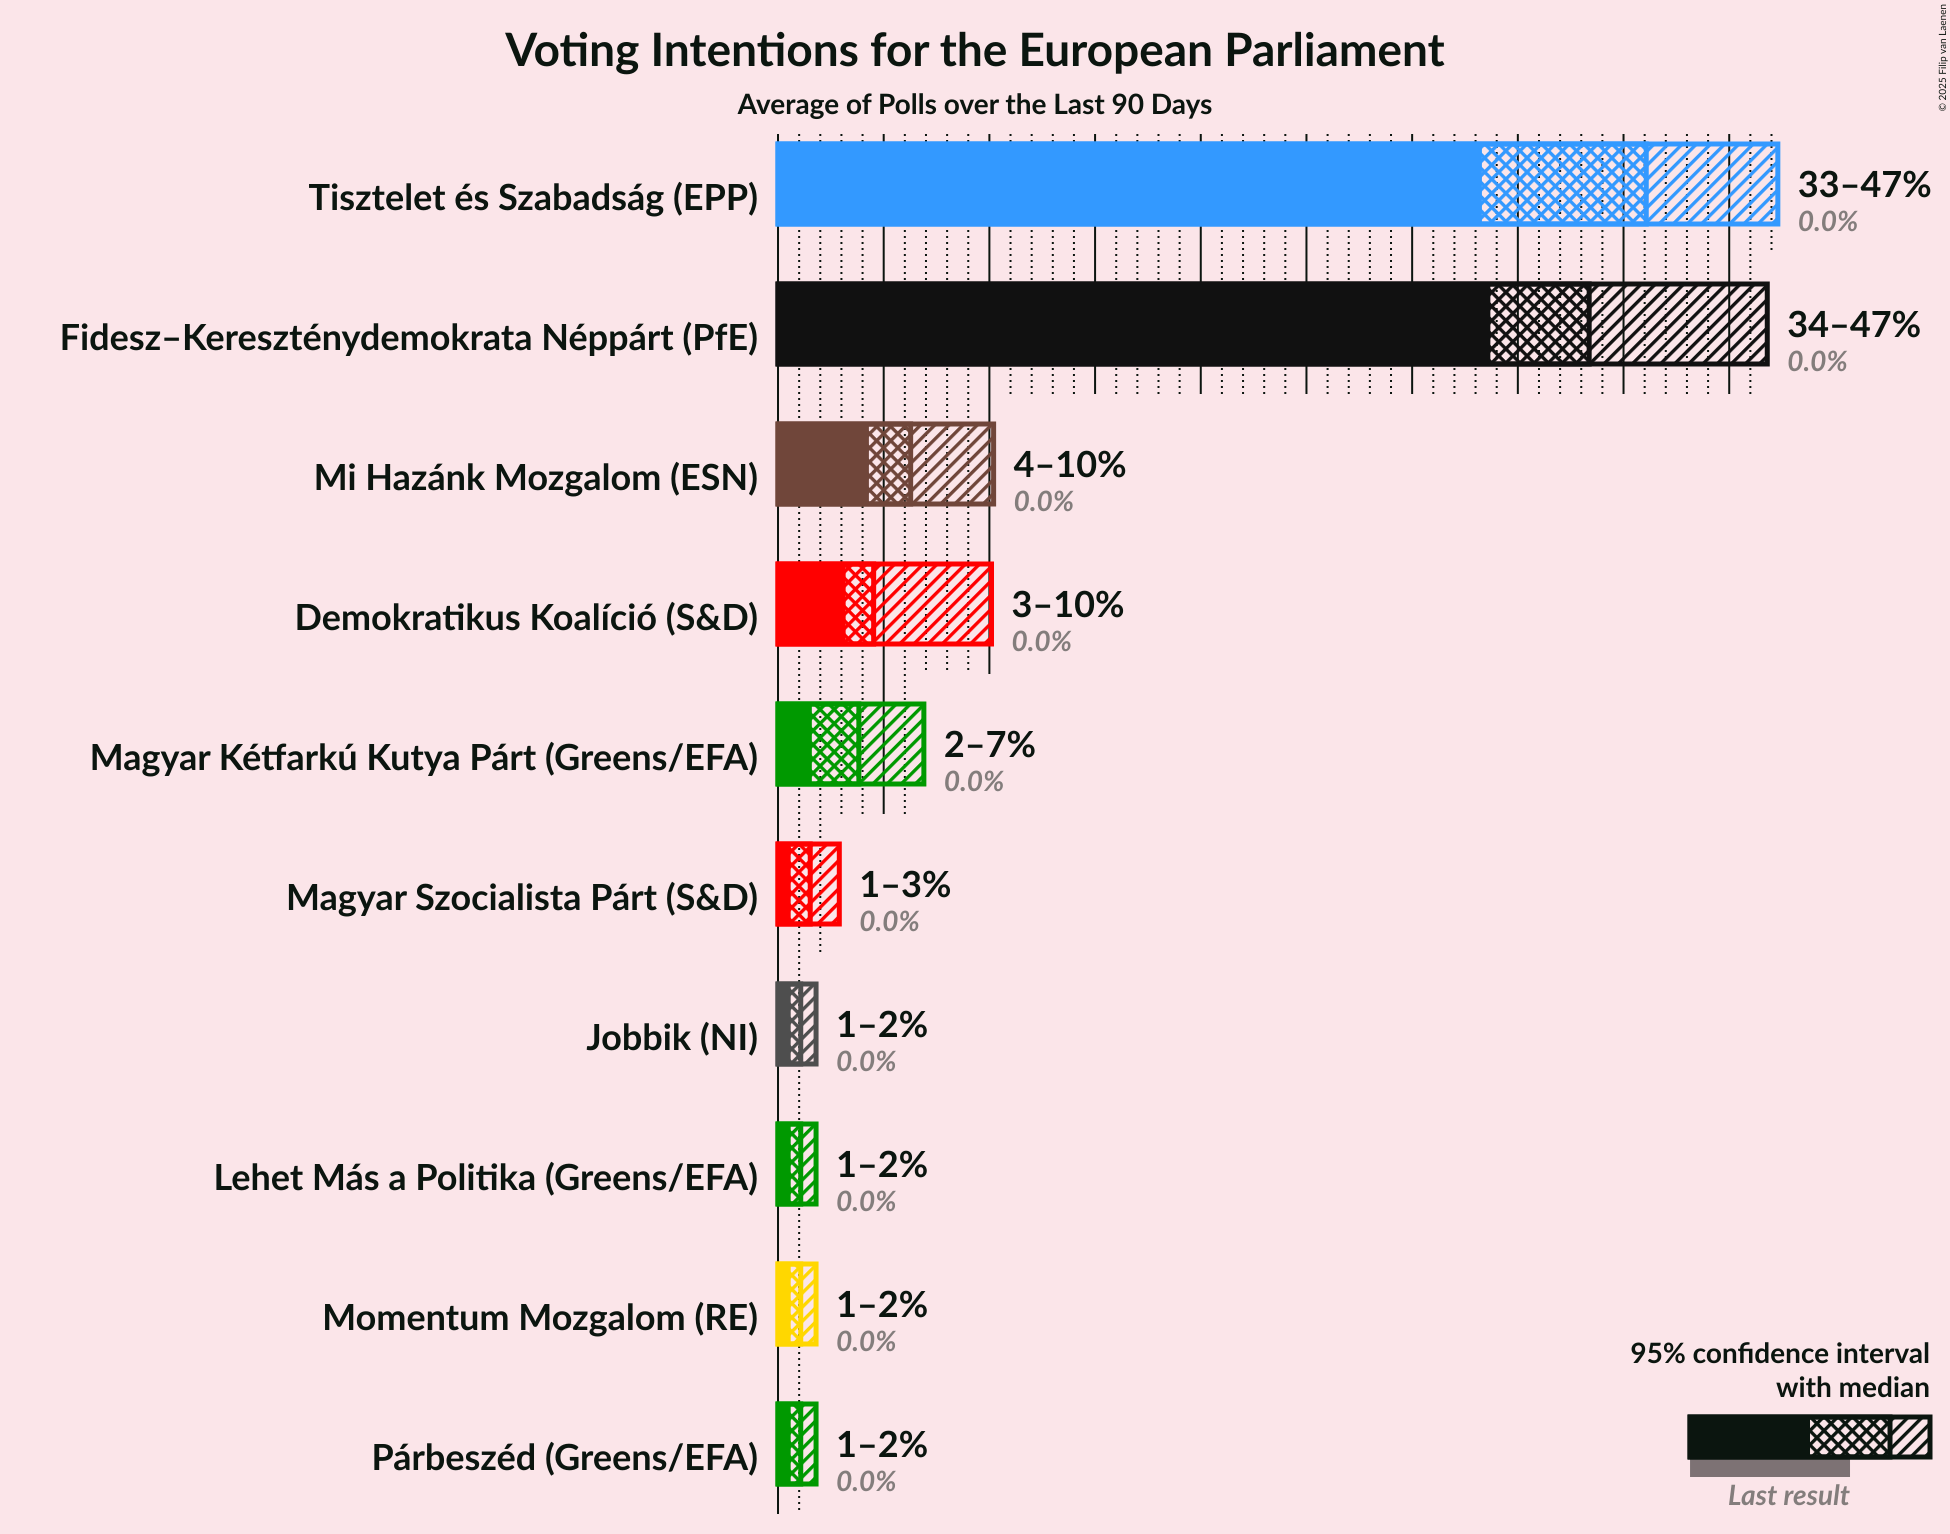 Voting Intentions for the European Parliament
Average of Polls over the Last 90 Days
© 2025 Filip van Laenen
Tisztelet és Szabadság (EPP)
33–47%
0.0%
Fidesz–Kereszténydemokrata Néppárt (PfE)
34–47%
0.0%
Mi Hazánk Mozgalom (ESN)
4–10%
0.0%
Demokratikus Koalíció (S&D)
3–10%
0.0%
Magyar Kétfarkú Kutya Párt (Greens/EFA)
2–7%
0.0%
Magyar Szocialista Párt (S&D)
1–3%
0.0%
Jobbik (NI)
1–2%
0.0%
Lehet Más a Politika (Greens/EFA)
1–2%
0.0%
Momentum Mozgalom (RE)
1–2%
0.0%
Párbeszéd (Greens/EFA)
1–2%
0.0%
95% confidence interval
with median
Last result